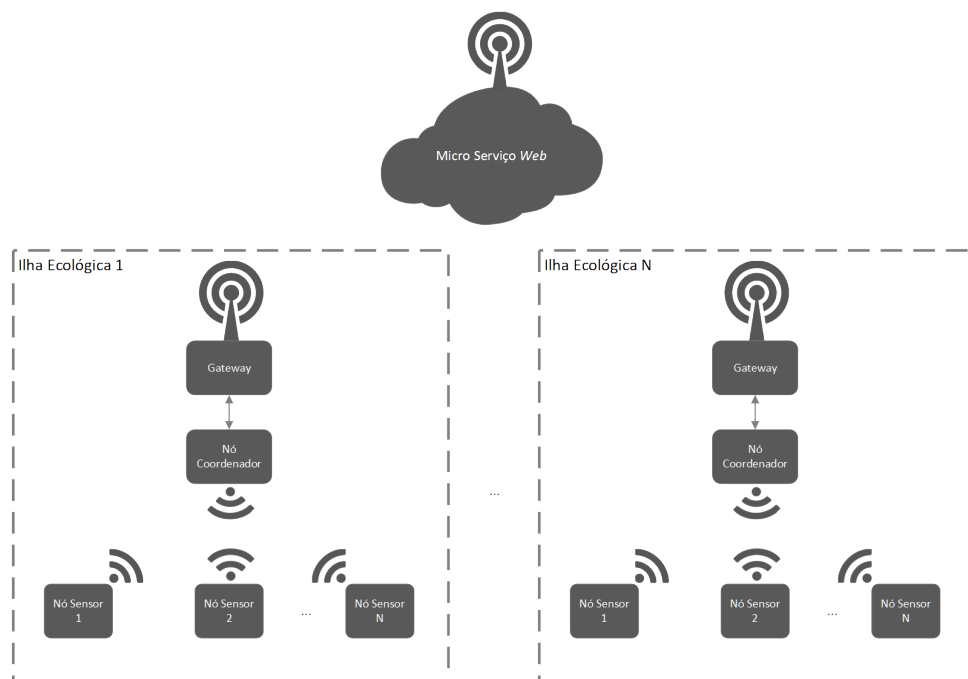 Micro Serviço Web
Ilha Ecológica 1
Ilha Ecológica N
Gateway
Gateway
Nó
Coordenador
Nó
Coordenador
...
Nó Sensor
1
Nó Sensor
2
...
Nó Sensor
N
Nó Sensor
1
Nó Sensor
2
...
Nó Sensor
N